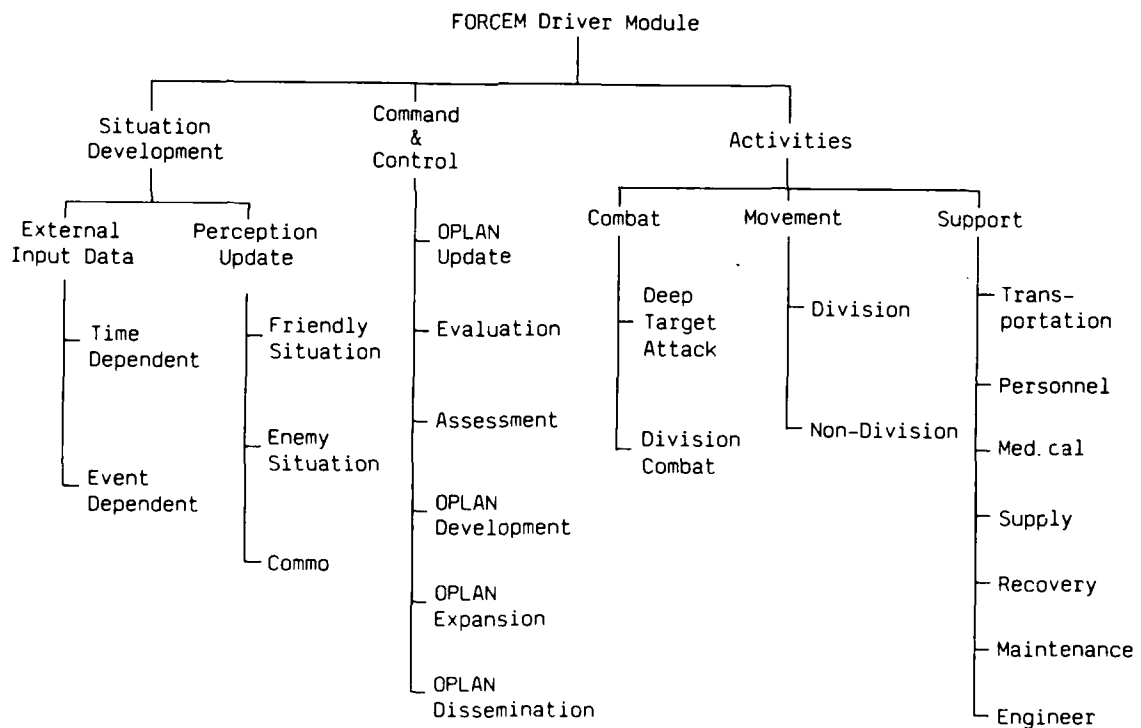 FORCEM Driver Module
Situation
Development
Command
&
Control
Activities
External
Input Data
Perception
Update
Combat
Movement
Support
Time
Dependent
Event
Dependent
Friendly
Situation
Enemy
Situation
Commo
OPLAN
Update
Evaluation
Assessment
OPLAN
Development
OPLAN
Expansion
OPLAN
Dissemination
Deep
Target
Attack
Division
Combat
Division
Non-Division
Trans-
portation
Personnel
Med.cal
Supply
Recovery
Maintenance
Engineer